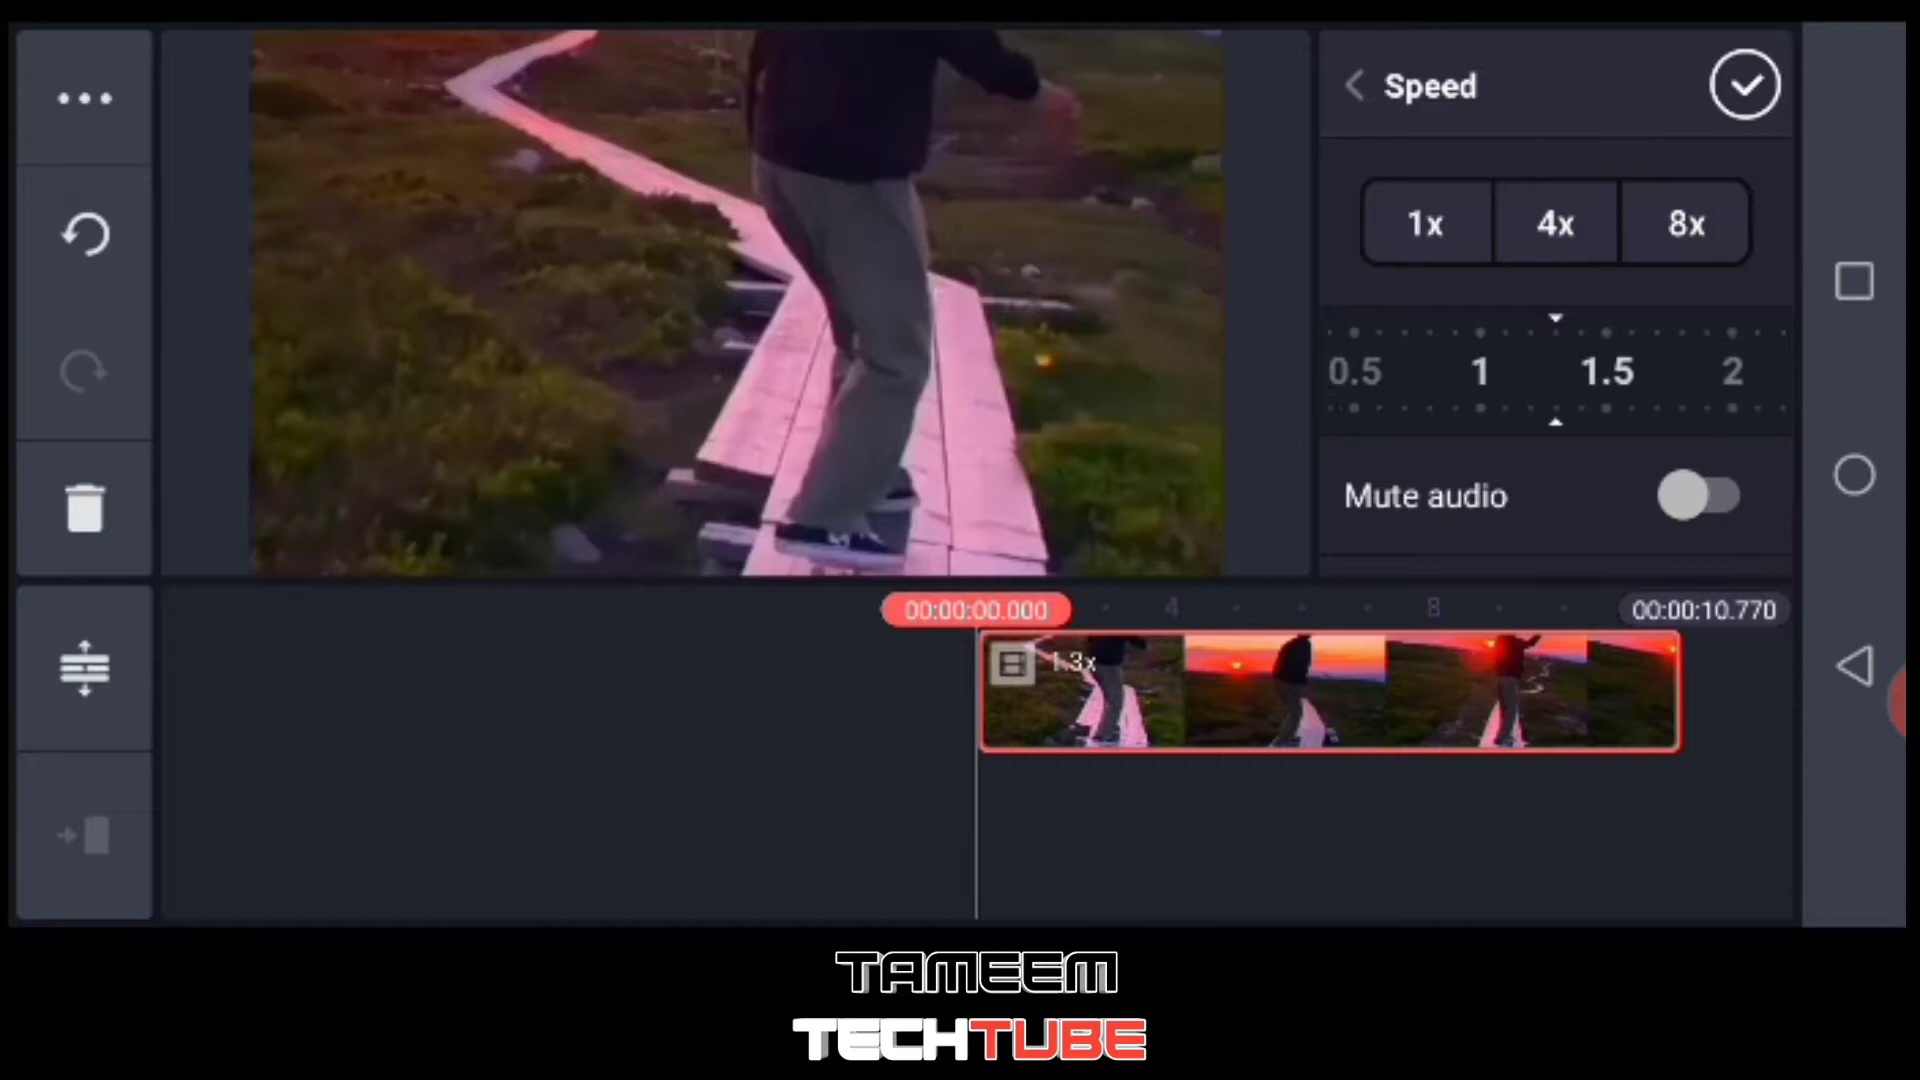 Speed
1x 4x 8x
0.5 1 1.5 2
Mute audio
00:00:00.000 4 8 00:00:10.770
1.3x
TAMEEM
TECHTUBE